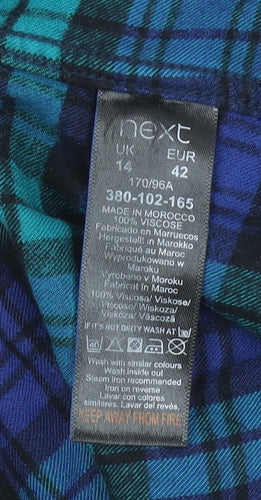 next
UK EUR
14 42
170/96A
380-102-165
MADE IN MOROCCO
100% VISCOSE
Fabricado en Marruecos
Hergestellt in Marokko
Fabriqué au Maroc
Wyprodukowano w
Maroku
Vyrobeno v Maroku
Fabricat în Maroc
100% Viscosa/ Viskose/
Viscose/ Wiskoza/
Viskóza/ Vâscoză
IF IT'S NOT DIRTY WASH AT
40
Wash with similar colours
Wash inside out
Steam iron recommended
Iron on reverse
Lavar con colores
similares. Lavar del revés.
KEEP AWAY FROM FIRE